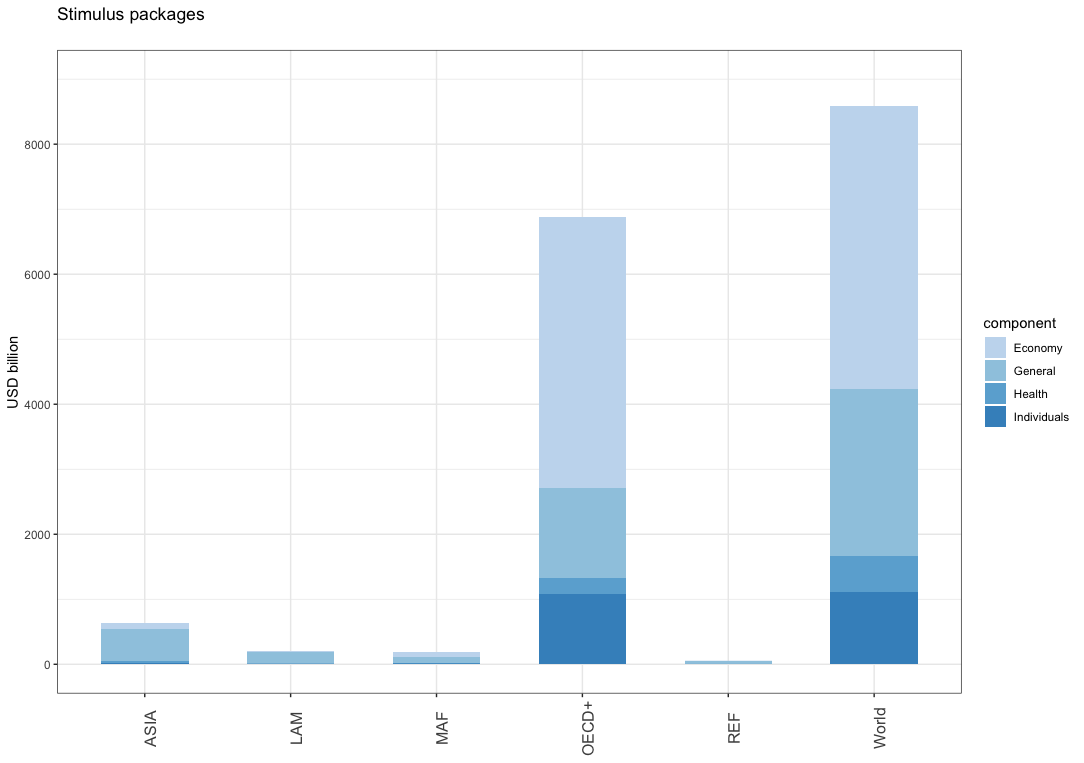 Stimulus packages
USD billion
8000
6000
4000
2000
0
ASIA
LAM
MAF
OECD+
REF
World
component
Economy
General
Health
Individuals